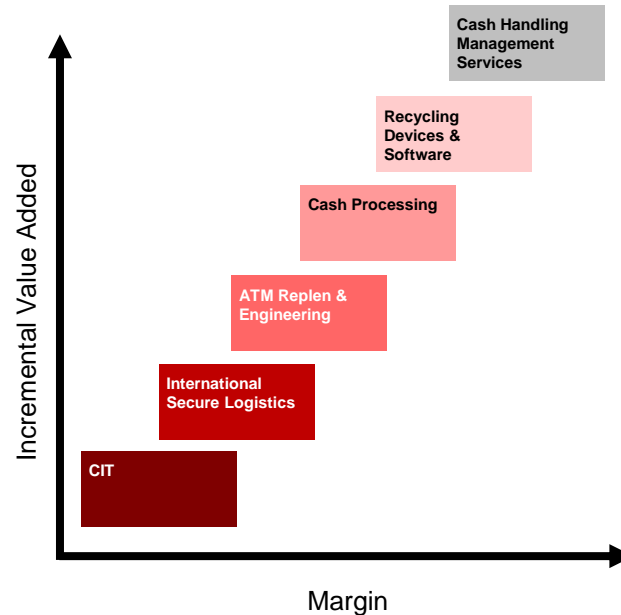 Cash Handling
Management
Services
Recycling
Devices &
Software
Cash Processing
ATM Replen &
Engineering
International
Secure Logistics
CIT
Incremental Value Added
Margin